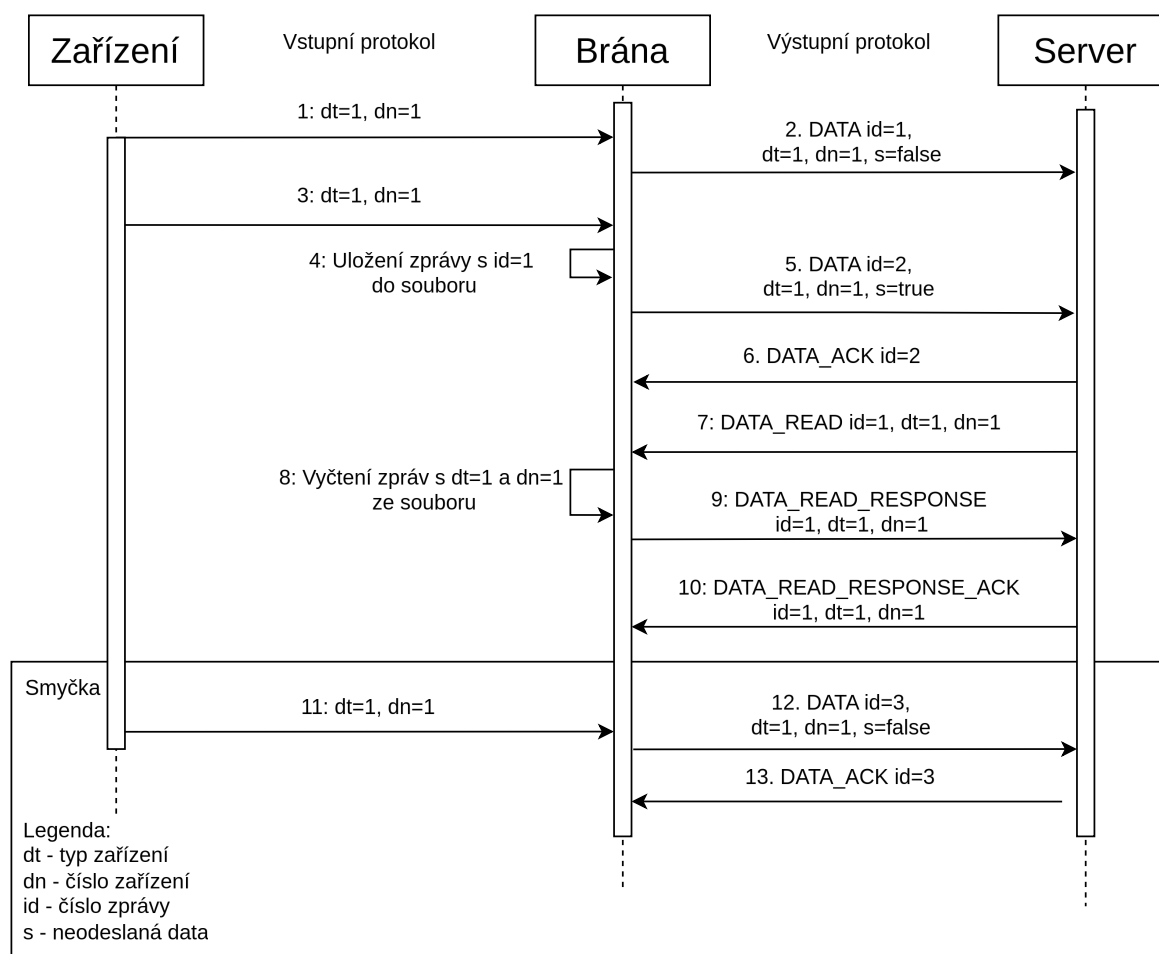 Zařízení
Vstupní protokol
Brána
Výstupní protokol
Server
1: dt=1, dn=1
2. DATA id=1,
dt=1, dn=1, s=false
3: dt=1, dn=1
4: Uložení zprávy s id=1
do souboru
5. DATA id=2,
dt=1, dn=1, s=true
6. DATA_ACK id=2
7: DATA_READ id=1, dt=1, dn=1
8: Vyčtení zpráv s dt=1 a dn=1
ze souboru
9: DATA_READ_RESPONSE
id=1, dt=1, dn=1
10: DATA_READ_RESPONSE_ACK
id=1, dt=1, dn=1
Smyčka
11: dt=1, dn=1
12. DATA id=3,
dt=1, dn=1, s=false
13. DATA_ACK id=3
Legenda:
dt - typ zařízení
dn - číslo zařízení
id - číslo zprávy
s - neodeslaná data